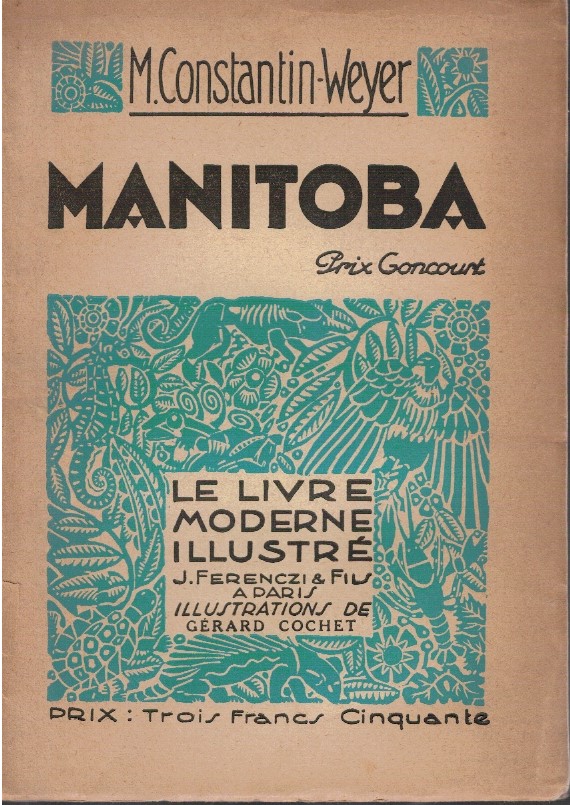 M. Constantin-Weyer
MANITOBA
Prix Goncourt
LE LIVRE
MODERNE
ILLUSTRÉ
J. FERENCZI & FILS
A PARIS
ILLUSTRATIONS DE
GÉRARD COCHET
PRIX : Trois Francs Cinquante